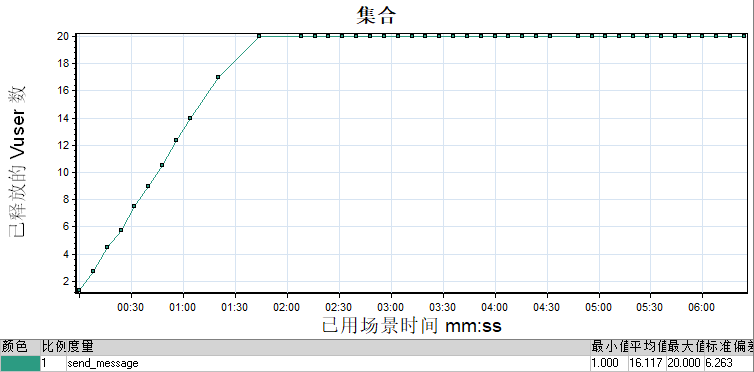 集合
已释放的 Vuser 数
20
18
16
14
12
10
8
6
4
2
00:30 01:00 01:30 02:00 02:30 03:00 03:30 04:00 04:30 05:00 05:30 06:00
已用场景时间 mm:ss
颜色 比例 度量 最小值 平均值 最大值 标准偏差
1 send_message 1.000 16.117 20.000 6.263